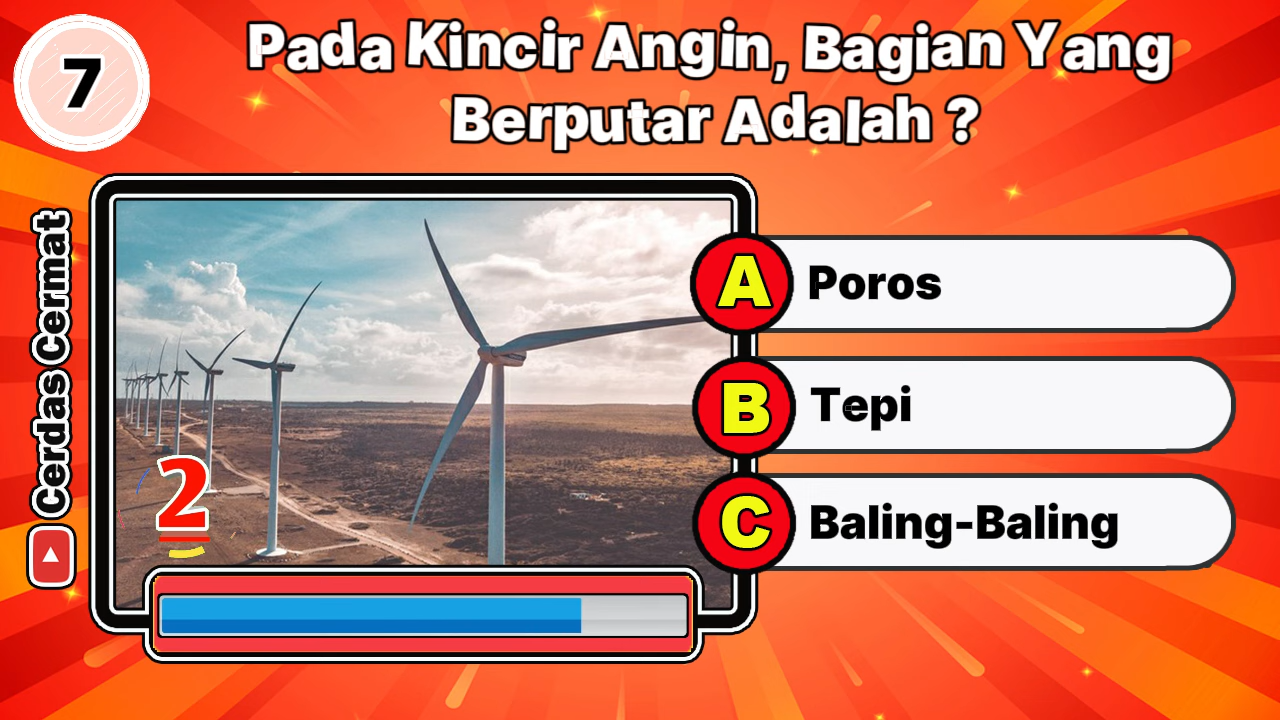 7
Pada Kincir Angin, Bagian Yang
Berputar Adalah ?
Cerdas Cermat
A Poros
B Tepi
C Baling-Baling
2